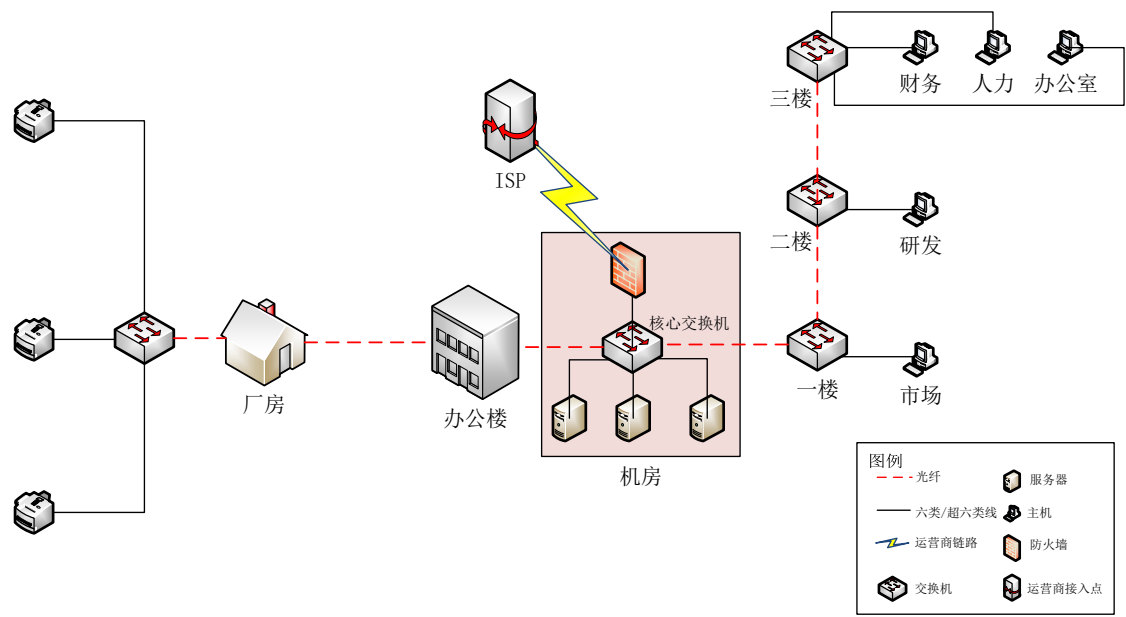 三楼
财务
人力
办公室
ISP
二楼
研发
核心交换机
一楼
市场
厂房
办公楼
机房
图例
光纤
服务器
六类/超六类线
主机
运营商链路
防火墙
交换机
运营商接入点